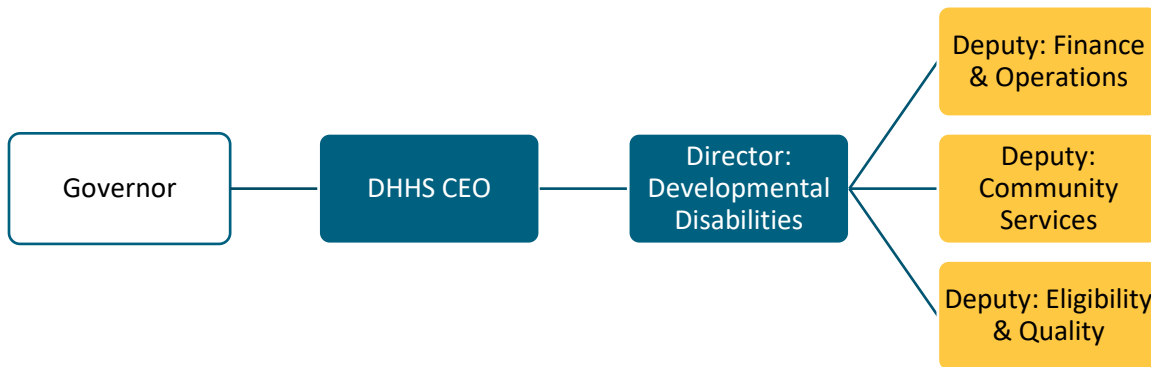 Governor
DHHS CEO
Director:
Developmental
Disabilities
Deputy: Finance
& Operations
Deputy:
Community
Services
Deputy: Eligibility
& Quality